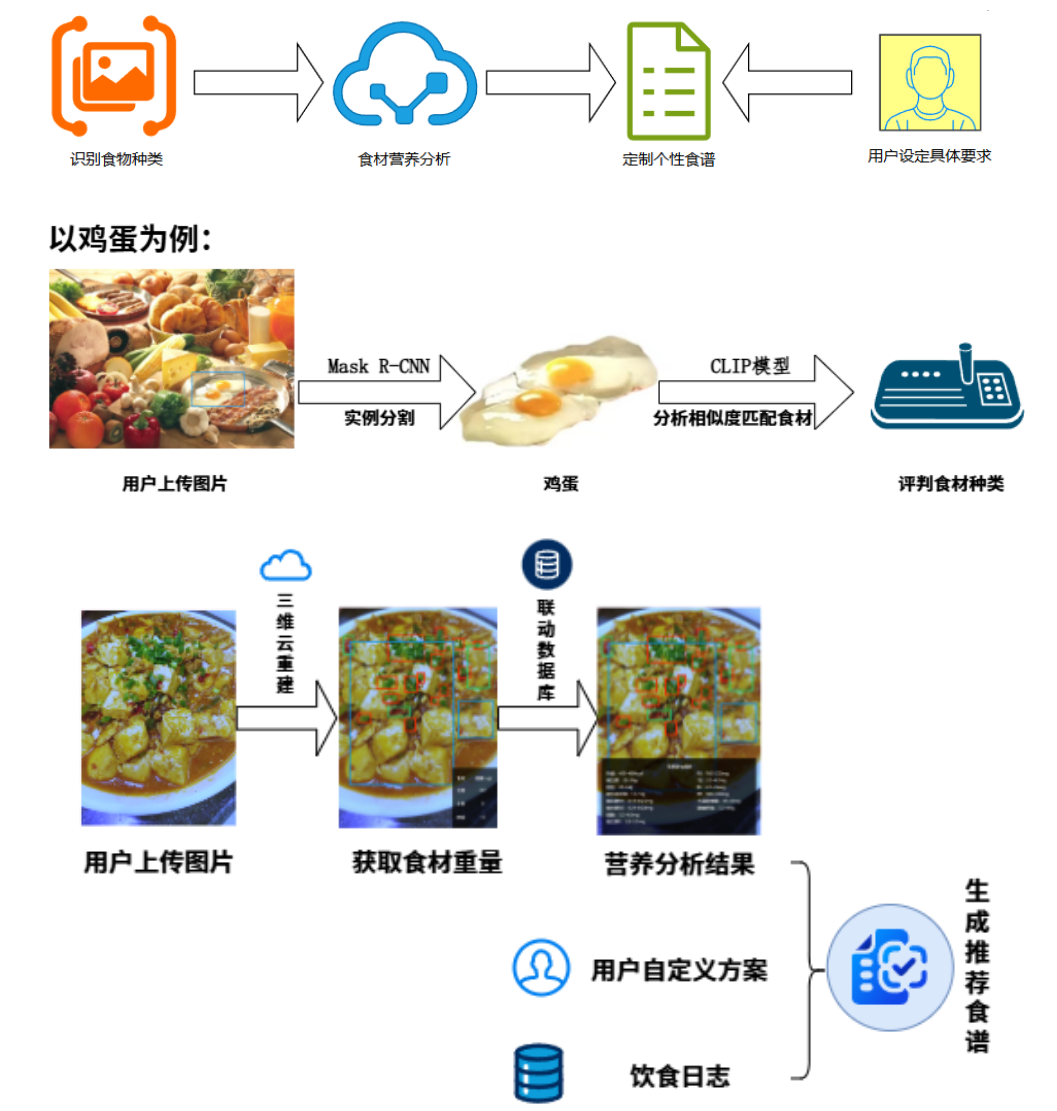 识别食物种类
食材营养分析
定制个性食谱
用户设定具体要求
以鸡蛋为例：
Mask R-CNN
实例分割
CLIP模型
分析相似度匹配食材
用户上传图片
鸡蛋
评判食材种类
三维云重建
联动数据库
用户上传图片
获取食材重量
营养分析结果
用户自定义方案
饮食日志
生成推荐食谱